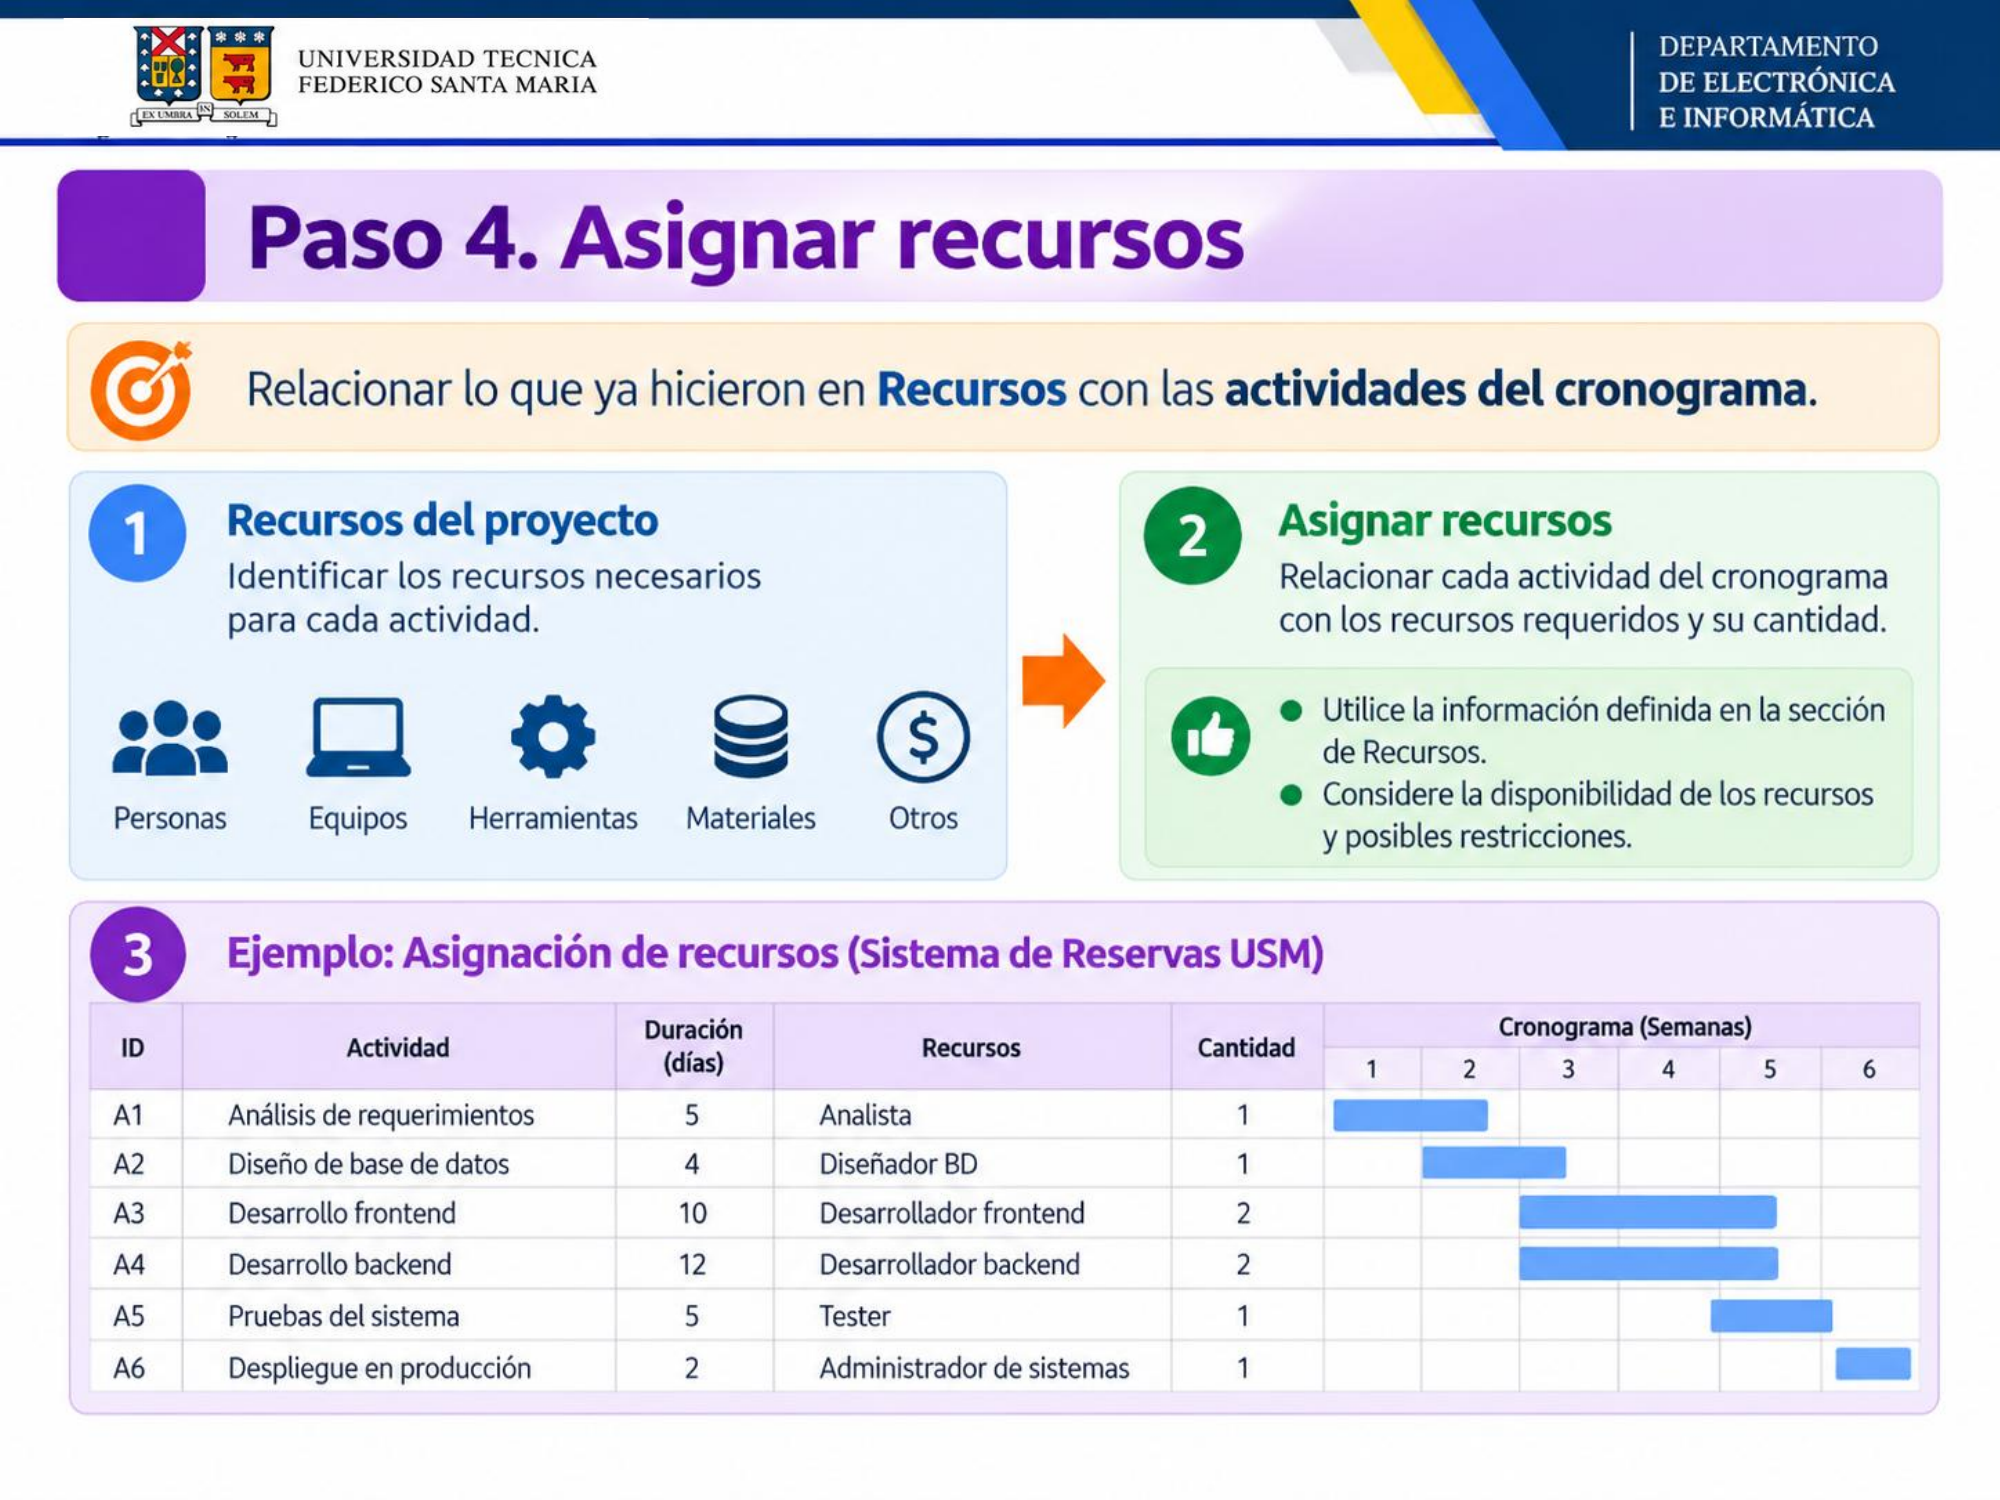 UNIVERSIDAD TECNICA
FEDERICO SANTA MARIA
EX UMBRA IN SOLEM
DEPARTAMENTO
DE ELECTRÓNICA
E INFORMÁTICA
Paso 4. Asignar recursos
Relacionar lo que ya hicieron en Recursos con las actividades del cronograma.
1
Recursos del proyecto
Identificar los recursos necesarios
para cada actividad.
Personas Equipos Herramientas Materiales Otros
2
Asignar recursos
Relacionar cada actividad del cronograma
con los recursos requeridos y su cantidad.
● Utilice la información definida en la sección
de Recursos.
● Considere la disponibilidad de los recursos
y posibles restricciones.
3
Ejemplo: Asignación de recursos (Sistema de Reservas USM)
ID Actividad Duración (días) Recursos Cantidad Cronograma (Semanas)
1 2 3 4 5 6
A1 Análisis de requerimientos 5 Analista 1
A2 Diseño de base de datos 4 Diseñador BD 1
A3 Desarrollo frontend 10 Desarrollador frontend 2
A4 Desarrollo backend 12 Desarrollador backend 2
A5 Pruebas del sistema 5 Tester 1
A6 Despliegue en producción 2 Administrador de sistemas 1